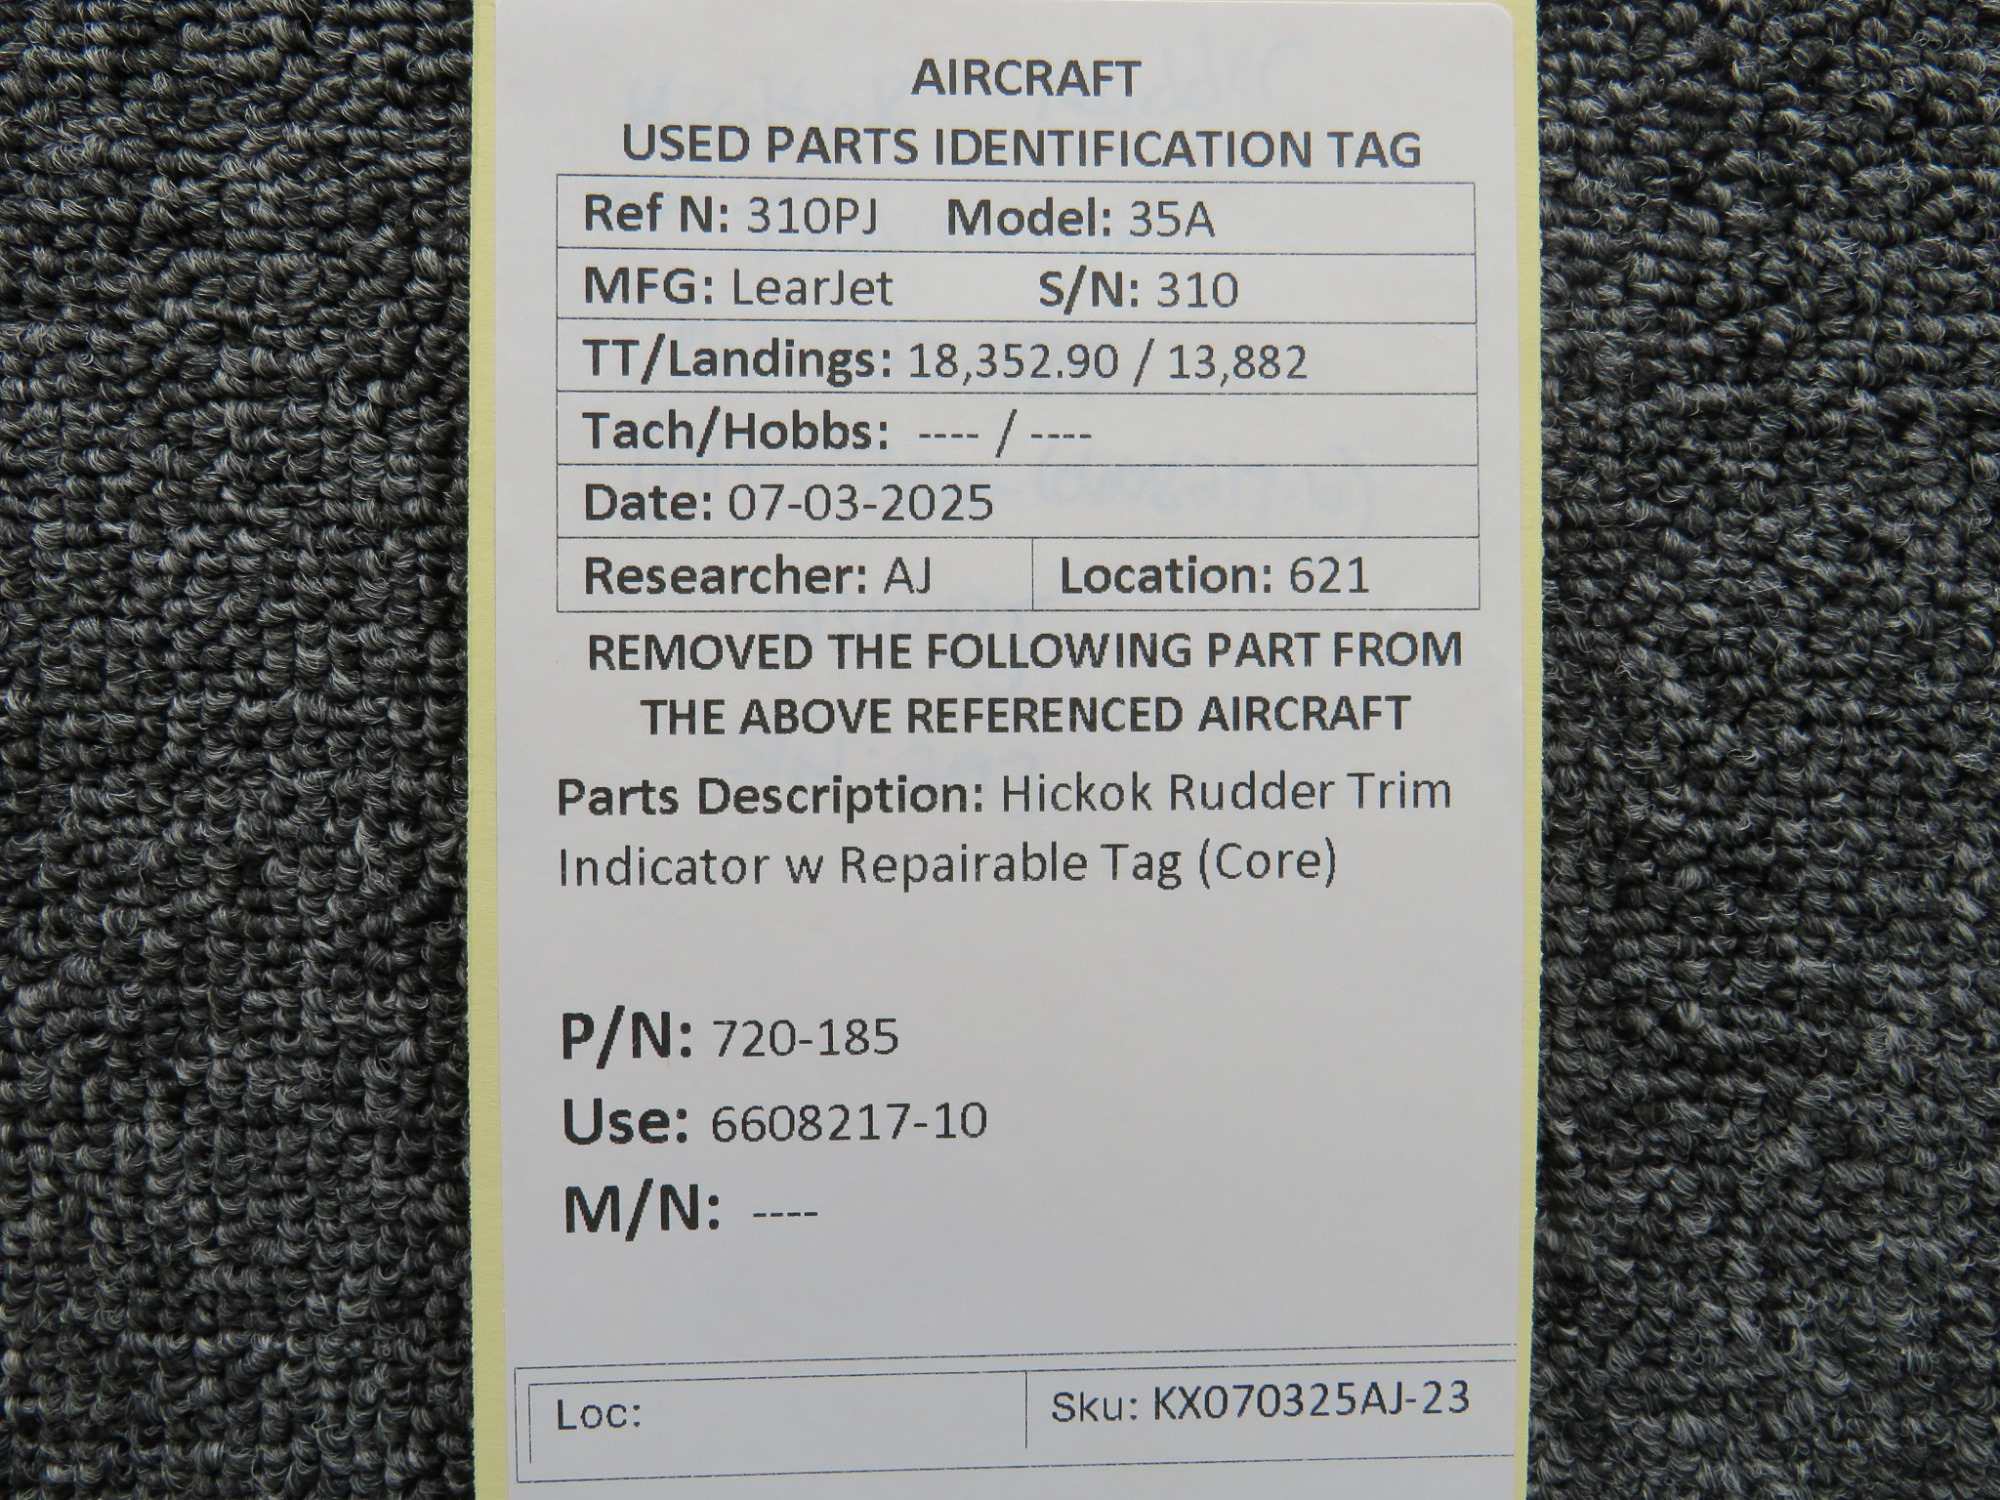 AIRCRAFT
USED PARTS IDENTIFICATION TAG
Ref N: 310PJ Model: 35A
MFG: LearJet S/N: 310
TT/Landings: 18,352.90 / 13,882
Tach/Hobbs: ---- / ----
Date: 07-03-2025
Researcher: AJ Location: 621
REMOVED THE FOLLOWING PART FROM
THE ABOVE REFERENCED AIRCRAFT
Parts Description: Hickok Rudder Trim
Indicator w Repairable Tag (Core)
P/N: 720-185
Use: 6608217-10
M/N: ----
Loc: Sku: KX070325AJ-23